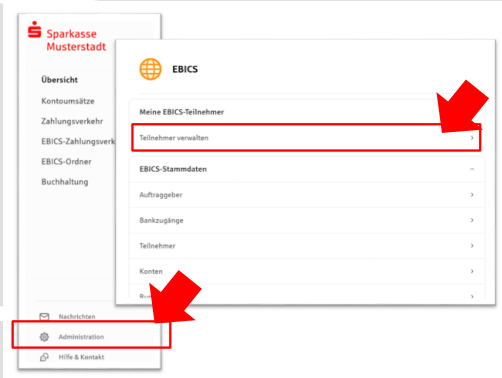 Sparkasse
Musterstadt
Übersicht
Kontoumsätze
Zahlungsverkehr
EBICS-Zahlungsverk
EBICS-Ordner
Buchhaltung
Nachrichten
Administration
Hilfe & Kontakt
EBICS
Meine EBICS-Teilnehmer
Teilnehmer verwalten
EBICS-Stammdaten
Auftraggeber
Bankzugänge
Teilnehmer
Konten